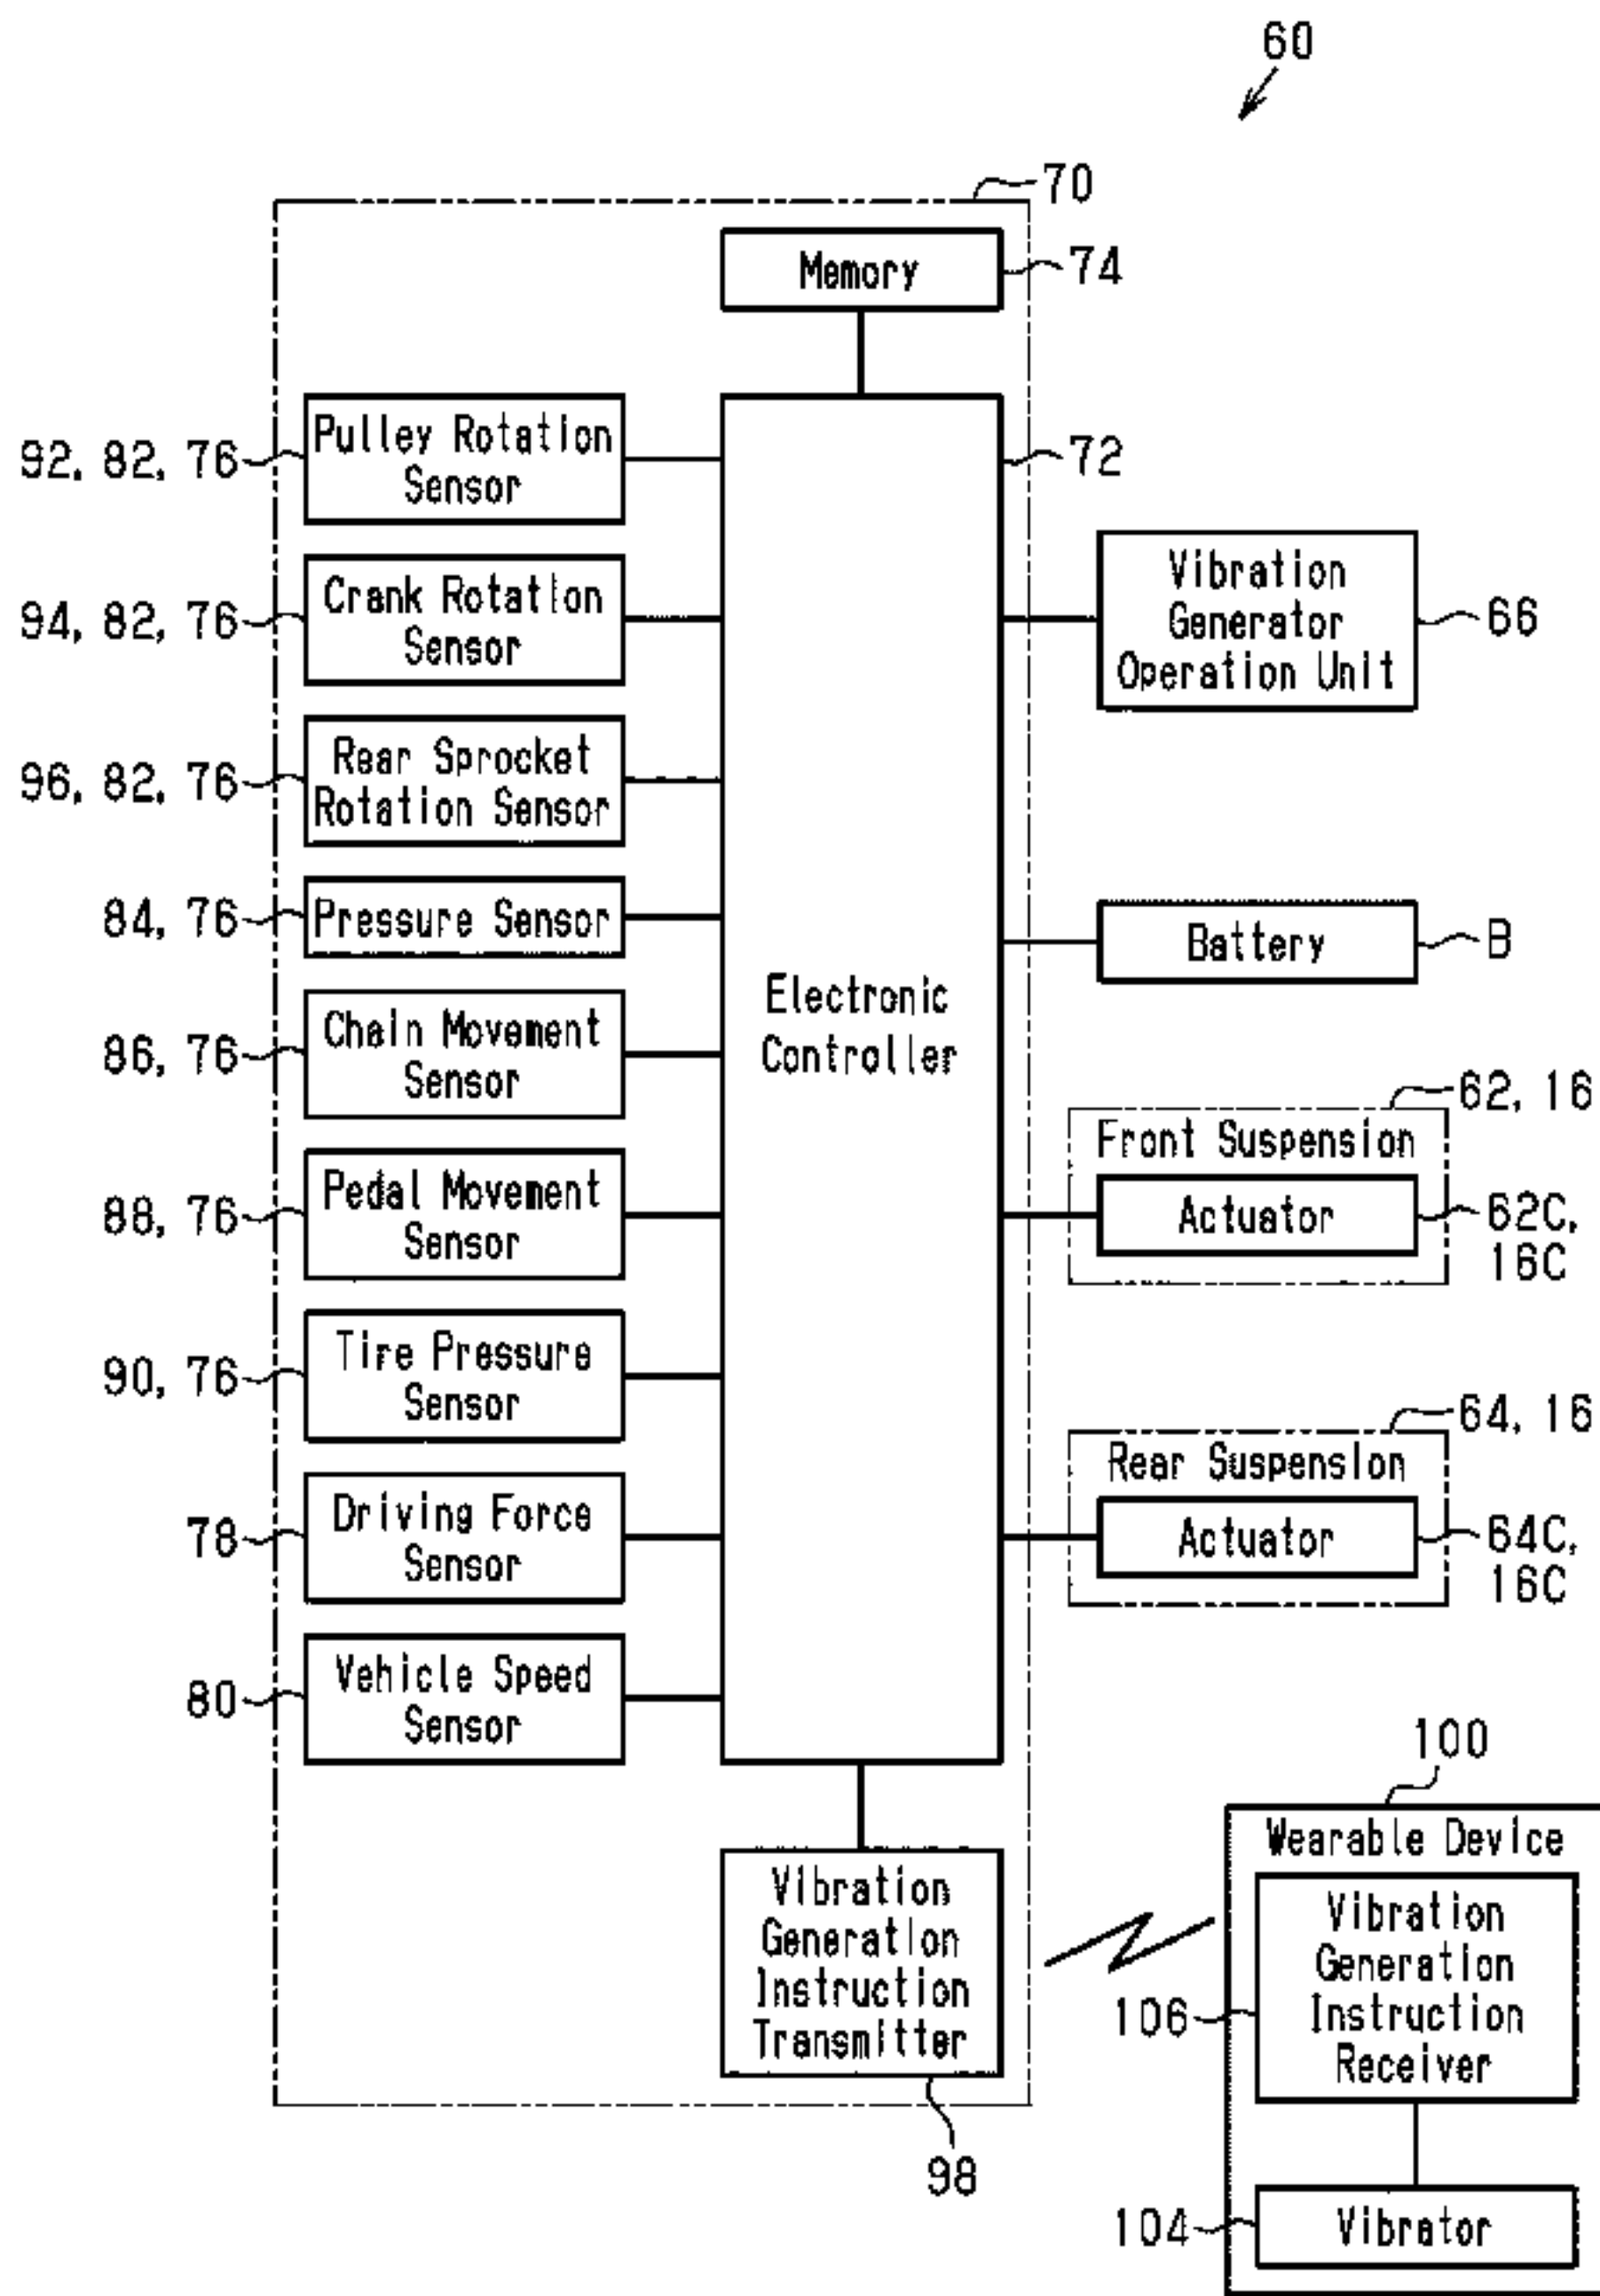 60
70
Memory
74
Pulley Rotation
Sensor
92, 82, 76
72
Crank Rotation
Sensor
94, 82, 76
Vibration
Generator
Operation Unit
66
Rear Sprocket
Rotation Sensor
96, 82, 76
Pressure Sensor
84, 76
Battery
B
Electronic
Controller
Chain Movement
Sensor
86, 76
62, 16
Front Suspension
Actuator
62C,
16C
Pedal Movement
Sensor
88, 76
Tire Pressure
Sensor
90, 76
64, 16
Rear Suspension
Actuator
64C,
16C
Driving Force
Sensor
78
Vehicle Speed
Sensor
80
Vibration
Generation
Instruction
Transmitter
98
100
Wearable Device
Vibration
Generation
Instruction
Receiver
106
Vibrator
104